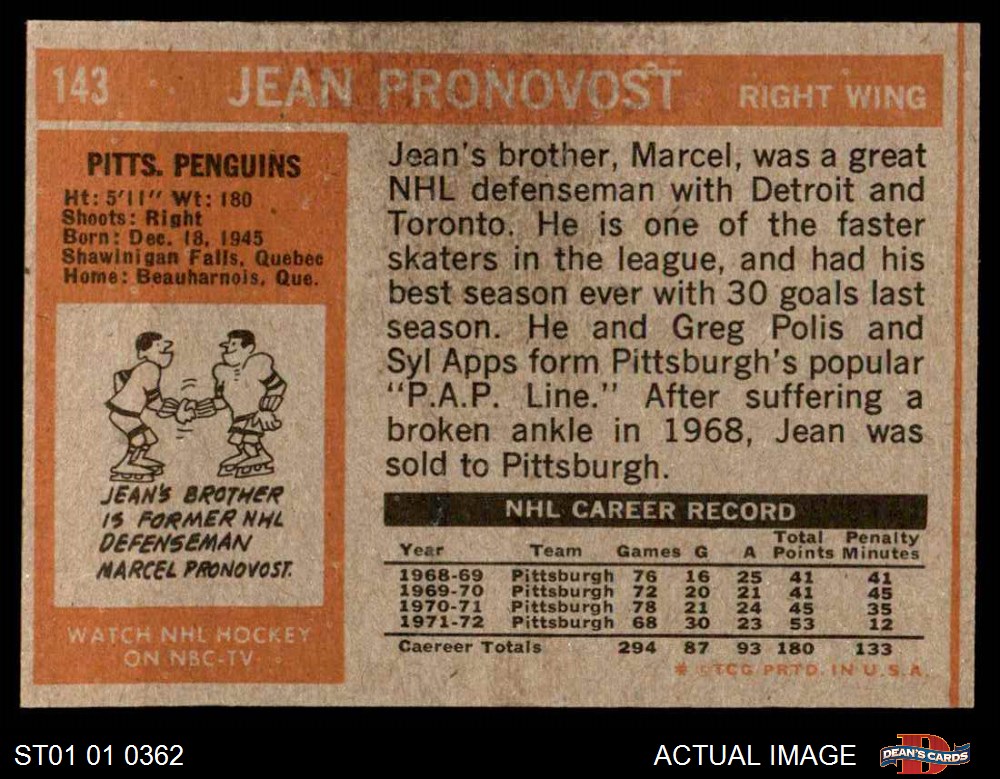 143 JEAN PRONOVOST RIGHT WING
PITTS. PENGUINS
Ht: 5'11" Wt: 180
Shoots: Right
Born: Dec. 18, 1945
Shawinigan Falls, Quebec
Home: Beauharnois, Que.
JEAN'S BROTHER
IS FORMER NHL
DEFENSEMAN
MARCEL PRONOVOST.
WATCH NHL HOCKEY
ON NBC-TV
Jean's brother, Marcel, was a great
NHL defenseman with Detroit and
Toronto. He is one of the faster
skaters in the league, and had his
best season ever with 30 goals last
season. He and Greg Polis and
Syl Apps form Pittsburgh's popular
"P.A.P. Line." After suffering a
broken ankle in 1968, Jean was
sold to Pittsburgh.
NHL CAREER RECORD
Year Team Games G A Total Points Penalty Minutes
1968-69 Pittsburgh 76 16 25 41 41
1969-70 Pittsburgh 72 20 21 41 45
1970-71 Pittsburgh 78 21 24 45 35
1971-72 Pittsburgh 68 30 23 53 12
Caereer Totals 294 87 93 180 133
* ©TCG PRTD. IN U.S.A.
ST01 01 0362
ACTUAL IMAGE
DEAN'S CARDS